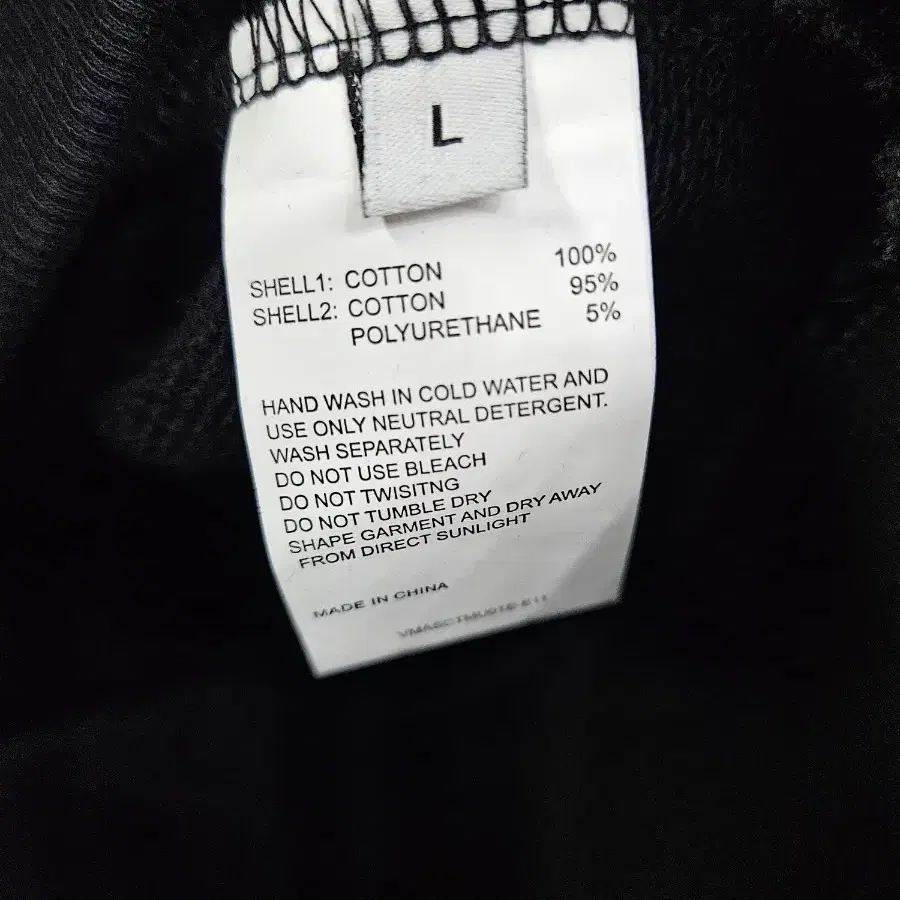 L
SHELL1: COTTON 100%
SHELL2: COTTON 95%
POLYURETHANE 5%
HAND WASH IN COLD WATER AND
USE ONLY NEUTRAL DETERGENT.
WASH SEPARATELY
DO NOT USE BLEACH
DO NOT TWISITNG
DO NOT TUMBLE DRY
SHAPE GARMENT AND DRY AWAY
FROM DIRECT SUNLIGHT
MADE IN CHINA